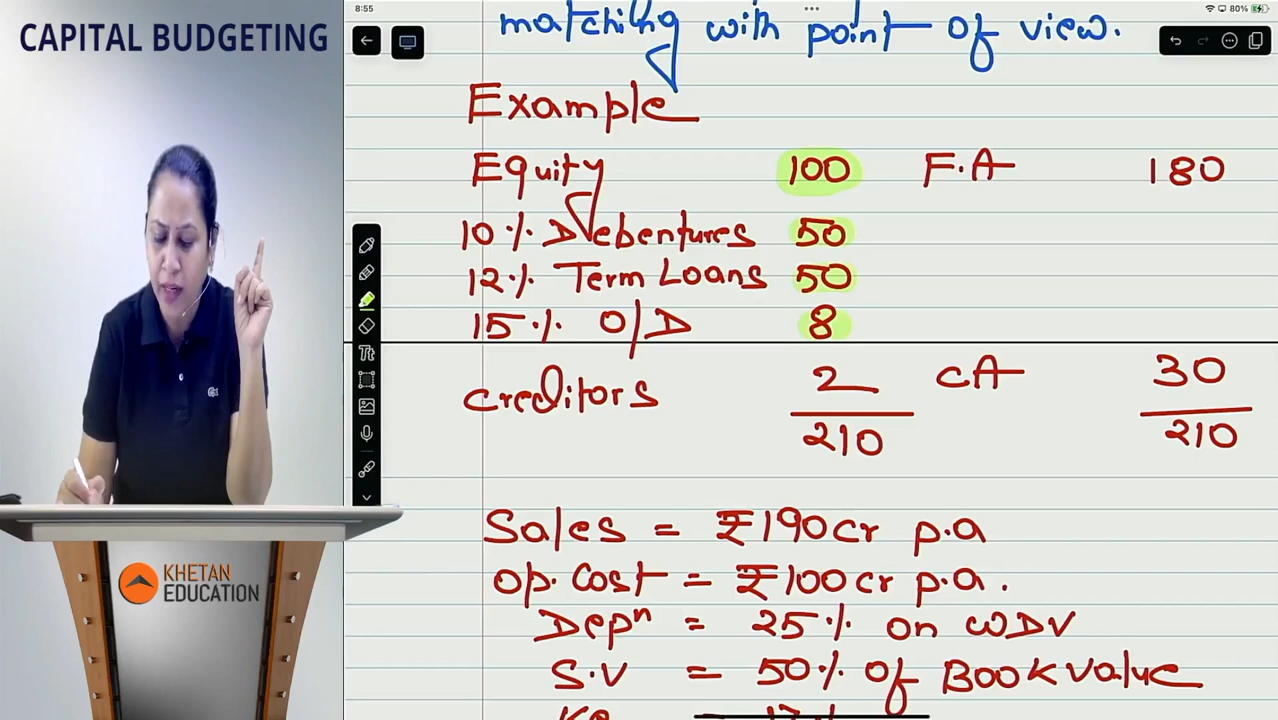 CAPITAL BUDGETING
8:55
80%
matching with point of view.
Example
Equity 100 F.A 180
10% Debentures 50
12% Term Loans 50
15% O/D 8
creditors 2 CA 30
210 210
Sales = ₹190cr p.a
op. cost = ₹100cr p.a.
Depn = 25% on WDV
S.V = 50% of Book Value
Tt
KHETAN
EDUCATION